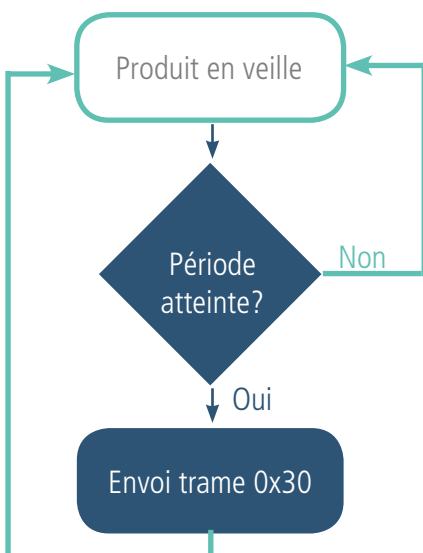 Produit en veille
Période
atteinte?
Non
Oui
Envoi trame 0x30